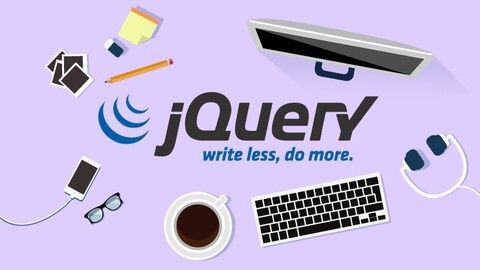 jQuery
write less, do more.